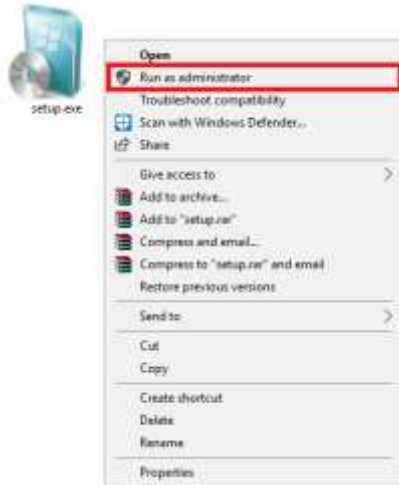 setup.exe
Open
Run as administrator
Troubleshoot compatibility
Scan with Windows Defender...
Share
Give access to
Add to archive...
Add to "setup.rar"
Compress and email...
Compress to "setup.rar" and email
Restore previous versions
Send to
Cut
Copy
Create shortcut
Delete
Rename
Properties